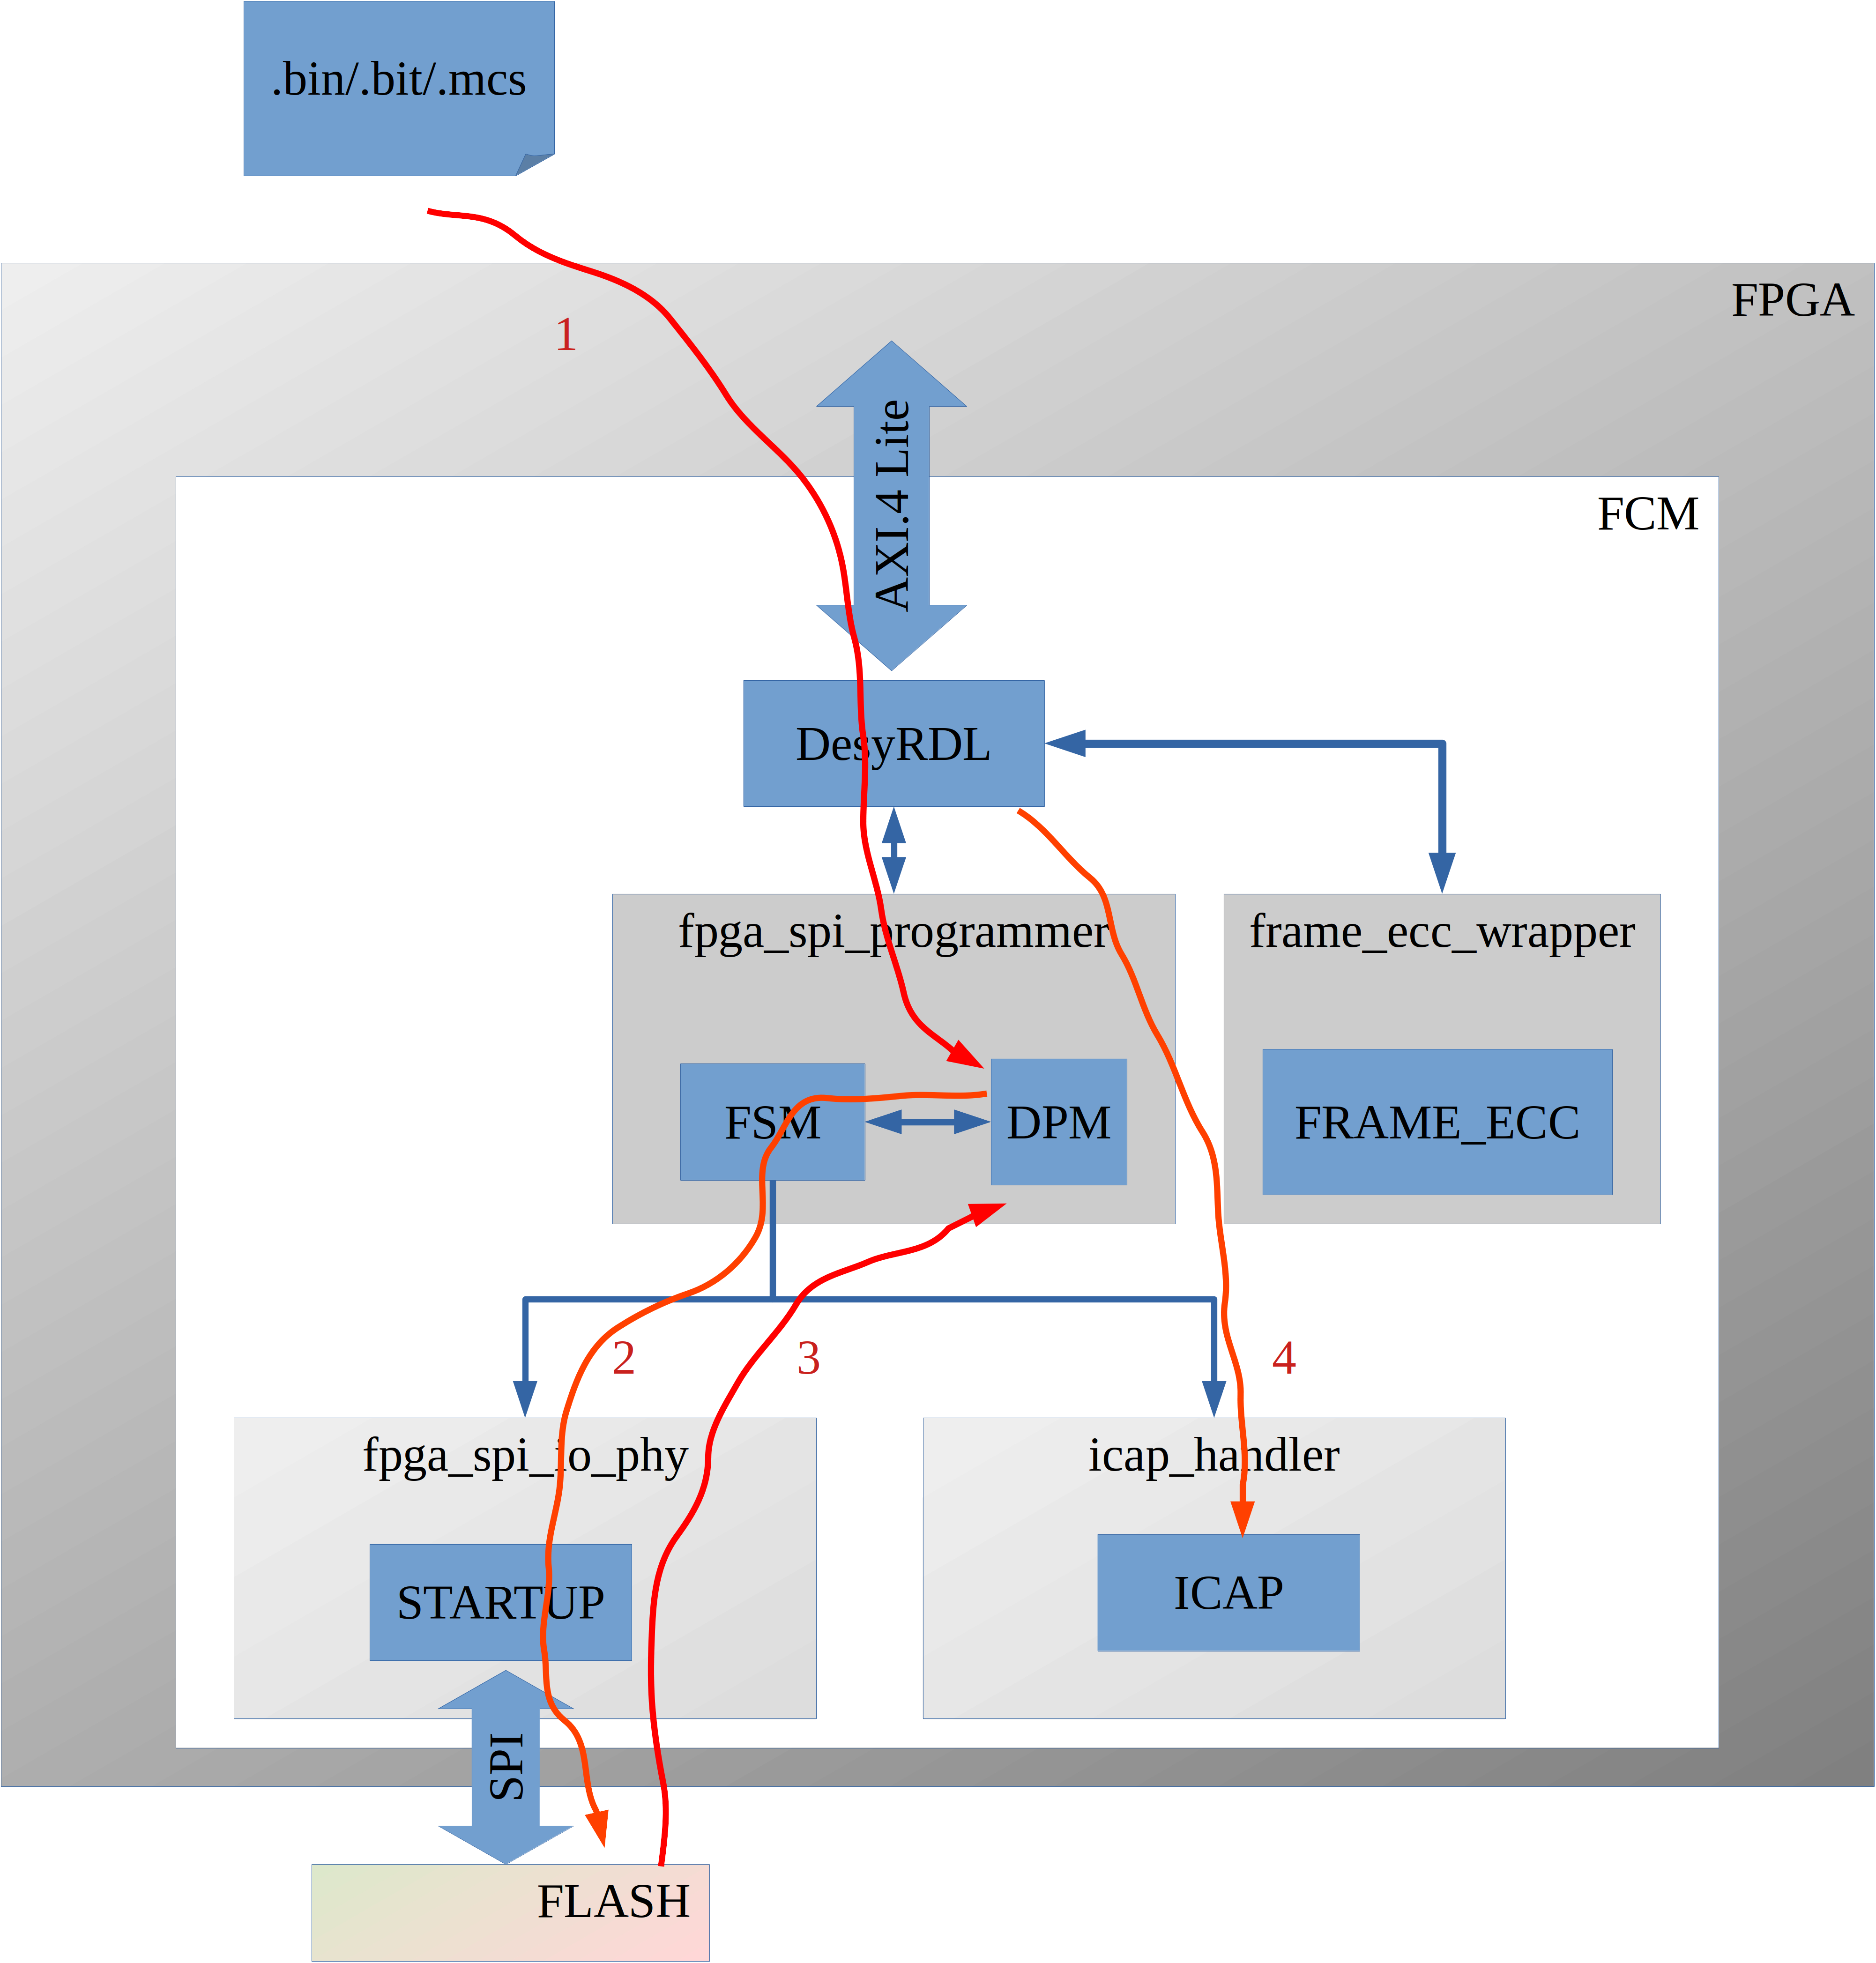 .bin/.bit/.mcs
FPGA
1
AXI.4 Lite
FCM
DesyRDL
fpga_spi_programmer
frame_ecc_wrapper
FSM
DPM
FRAME_ECC
2
3
4
fpga_spi_io_phy
icap_handler
STARTUP
ICAP
SPI
FLASH